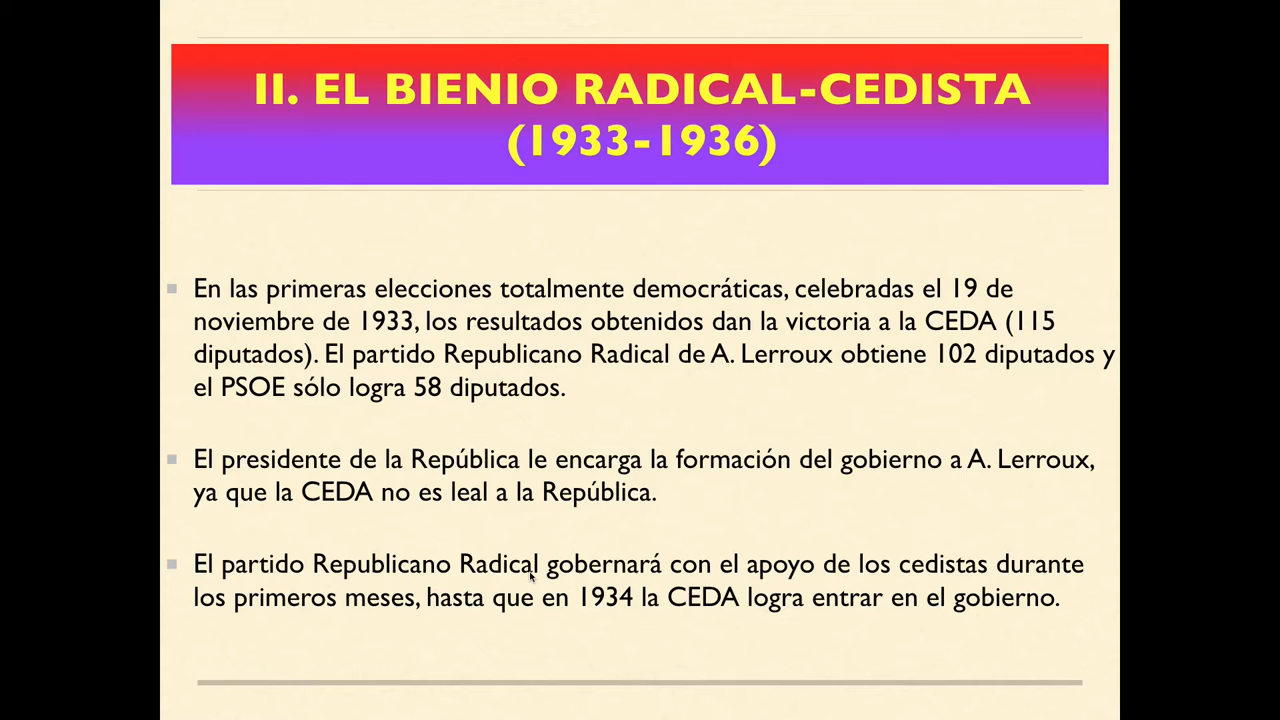 II. EL BIENIO RADICAL-CEDISTA
(1933-1936)
En las primeras elecciones totalmente democráticas, celebradas el 19 de
noviembre de 1933, los resultados obtenidos dan la victoria a la CEDA (115
diputados). El partido Republicano Radical de A. Lerroux obtiene 102 diputados y
el PSOE sólo logra 58 diputados.
El presidente de la República le encarga la formación del gobierno a A. Lerroux,
ya que la CEDA no es leal a la República.
El partido Republicano Radical gobernará con el apoyo de los cedistas durante
los primeros meses, hasta que en 1934 la CEDA logra entrar en el gobierno.